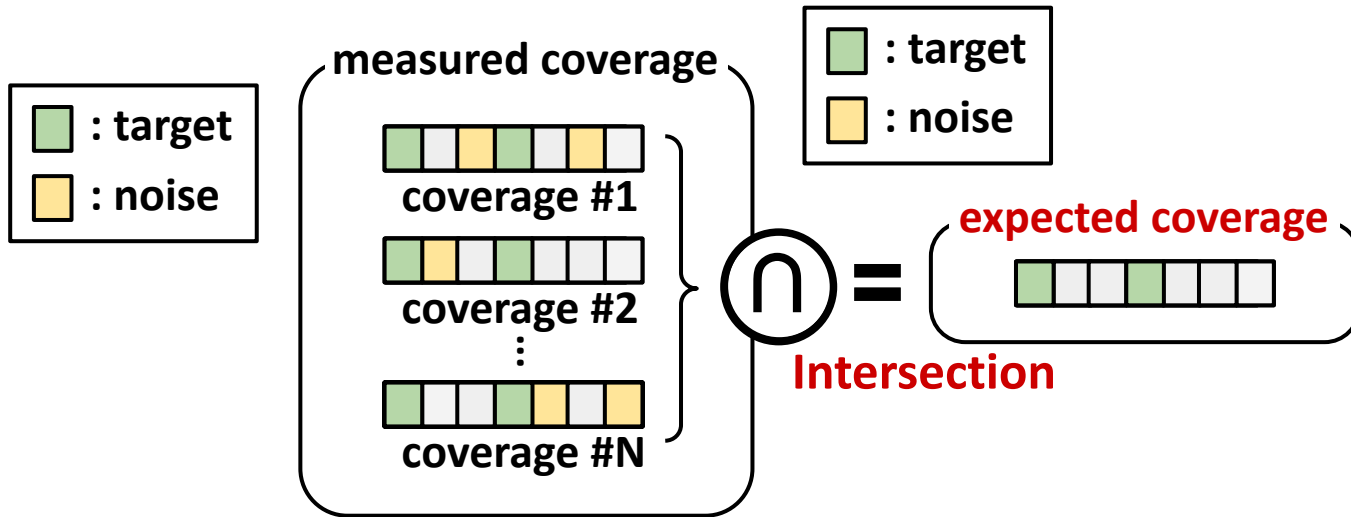 : target
: noise
measured coverage
coverage #1
coverage #2
⋮
coverage #N
: target
: noise
∩ =
Intersection
expected coverage